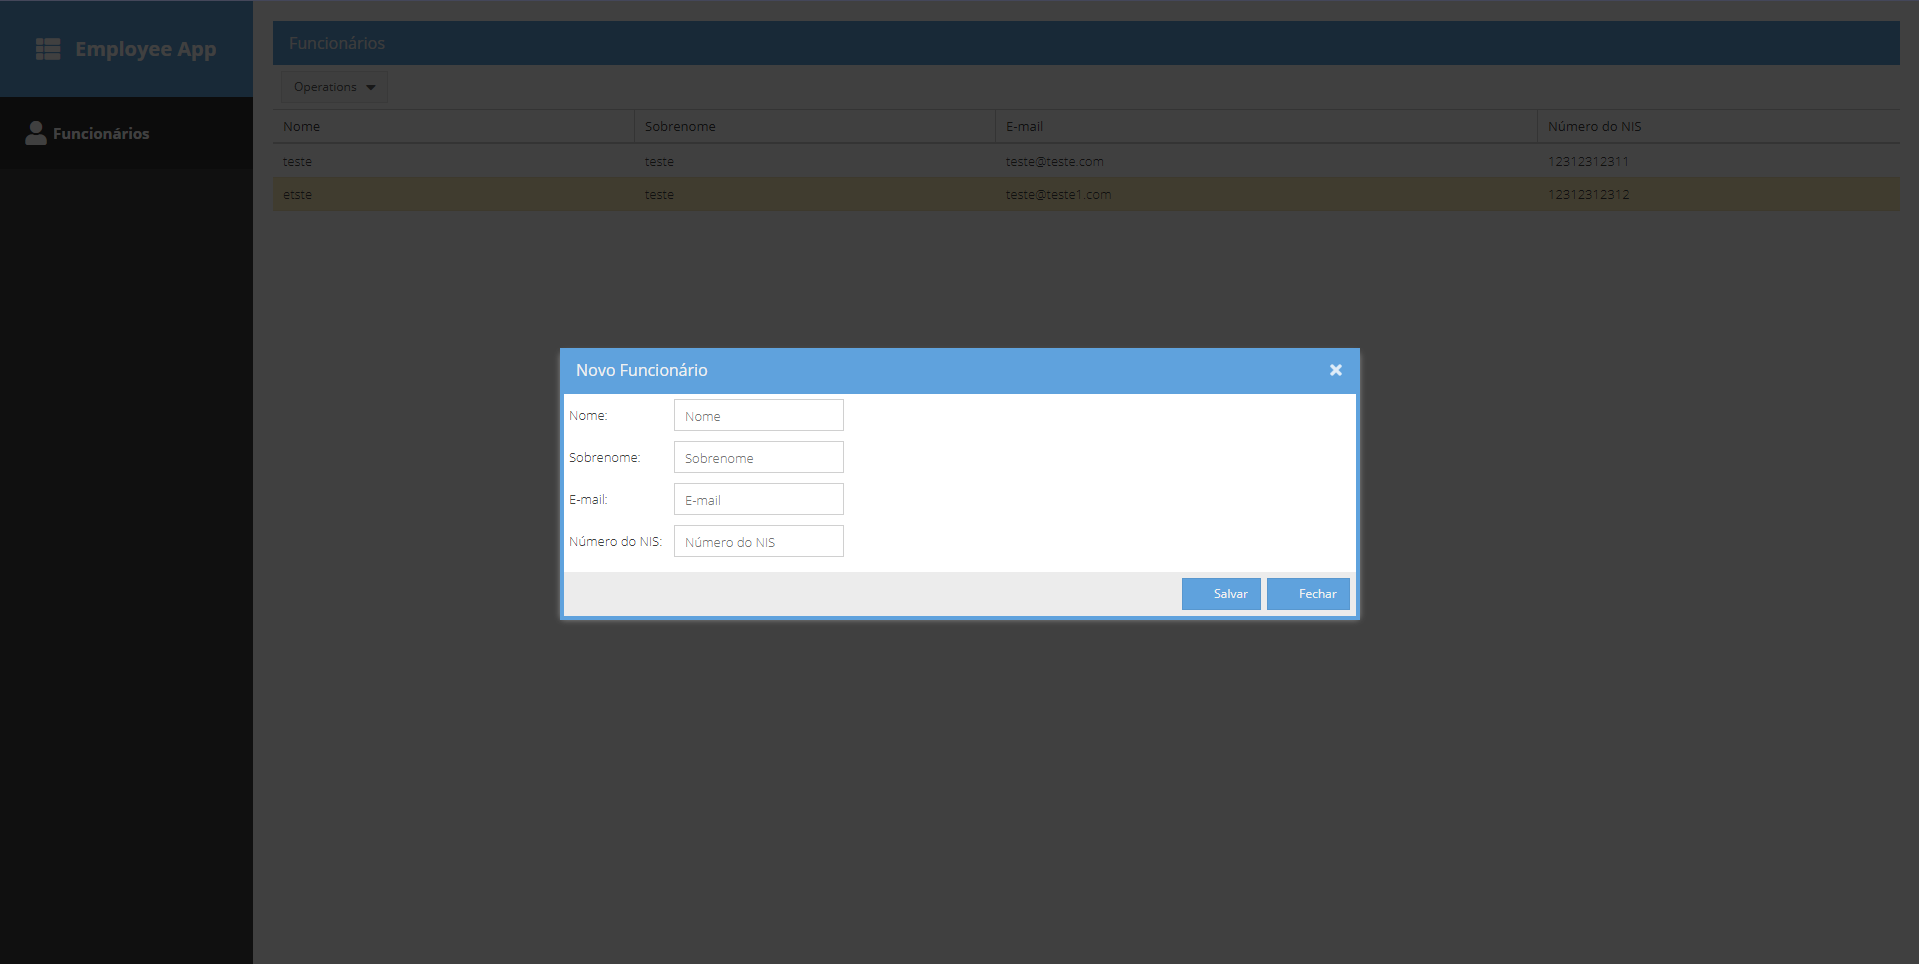 Employee App
Funcionários
Funcionários
Operations
Nome Sobrenome E-mail Número do NIS
teste teste teste@teste.com 12312312311
etste teste teste@teste1.com 12312312312
Novo Funcionário
Nome: Nome
Sobrenome: Sobrenome
E-mail: E-mail
Número do NIS: Número do NIS
Salvar Fechar